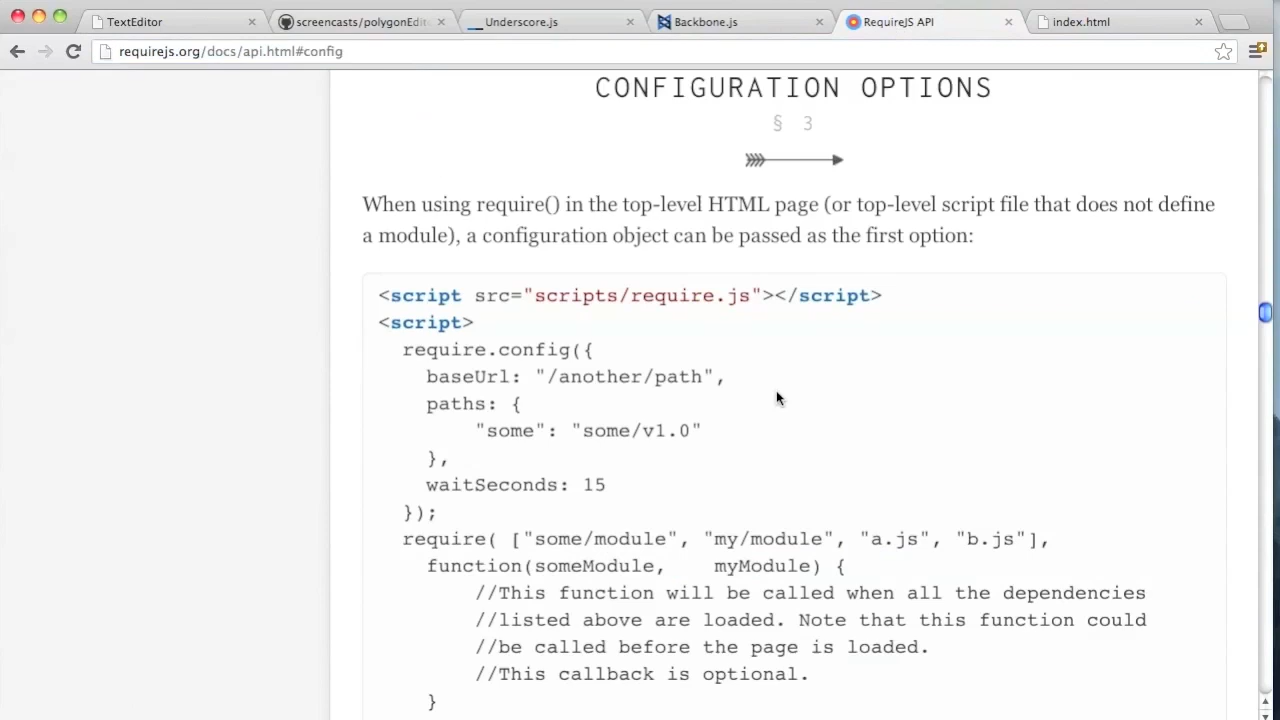 TextEditor
screencasts/polygonEdit
Underscore.js
Backbone.js
RequireJS API
index.html
requirejs.org/docs/api.html#config
CONFIGURATION OPTIONS
§ 3
When using require() in the top-level HTML page (or top-level script file that does not define
a module), a configuration object can be passed as the first option:
<script src="scripts/require.js"></script>
<script>
require.config({
baseUrl: "/another/path",
paths: {
"some": "some/v1.0"
},
waitSeconds: 15
});
require( ["some/module", "my/module", "a.js", "b.js"],
function(someModule,    myModule) {
//This function will be called when all the dependencies
//listed above are loaded. Note that this function could
//be called before the page is loaded.
//This callback is optional.
}